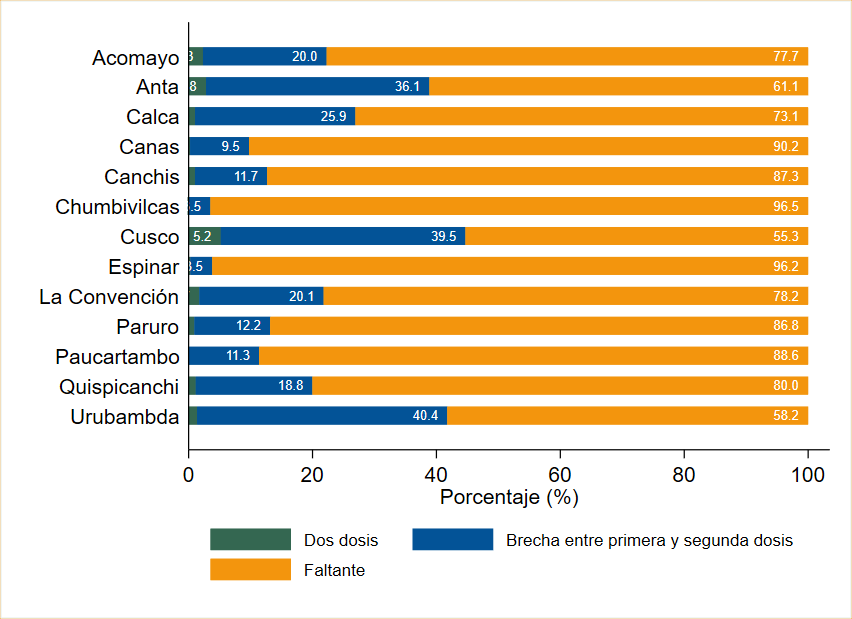 Acomayo 20.0 77.7
Anta 36.1 61.1
Calca 25.9 73.1
Canas 9.5 90.2
Canchis 11.7 87.3
Chumbivilcas .5 96.5
Cusco 5.2 39.5 55.3
Espinar 3.5 96.2
La Convención 20.1 78.2
Paruro 12.2 86.8
Paucartambo 11.3 88.6
Quispicanchi 18.8 80.0
Urubambda 40.4 58.2
0 20 40 60 80 100
Porcentaje (%)
Dos dosis Brecha entre primera y segunda dosis
Faltante